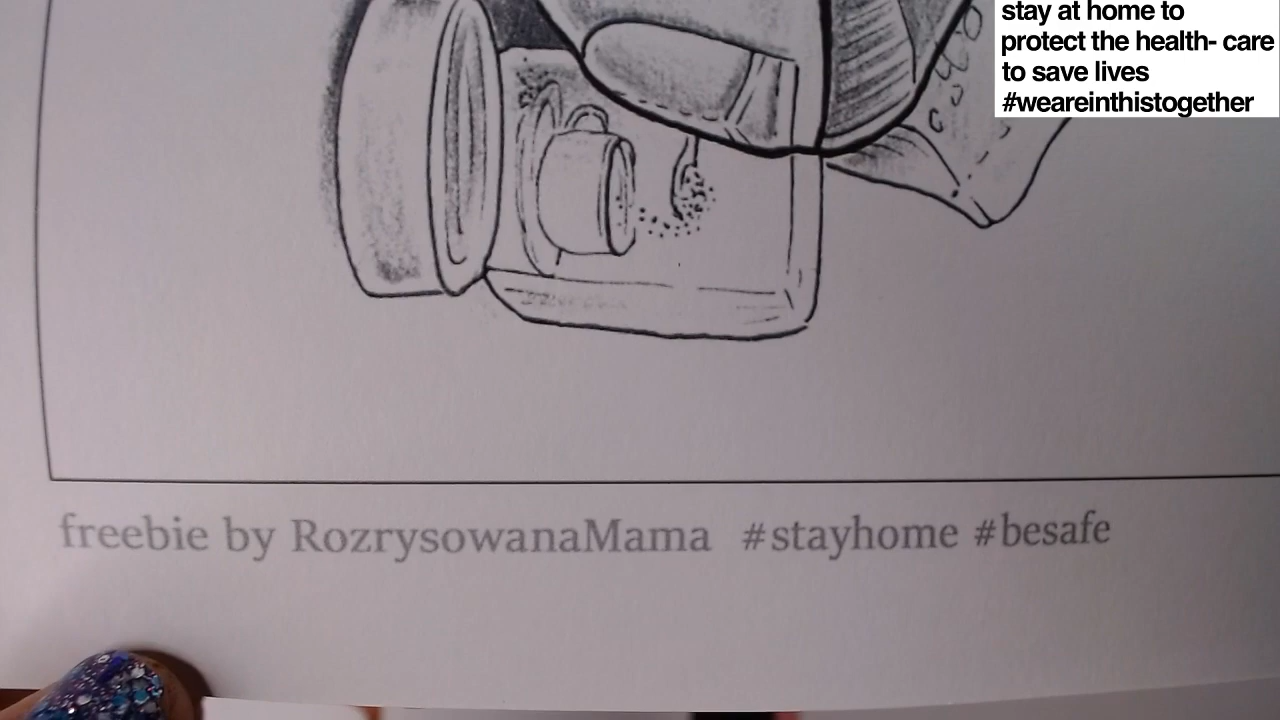 stay at home to
protect the health- care
to save lives
#weareinthistogether
freebie by RozrysowanaMama #stayhome #besafe